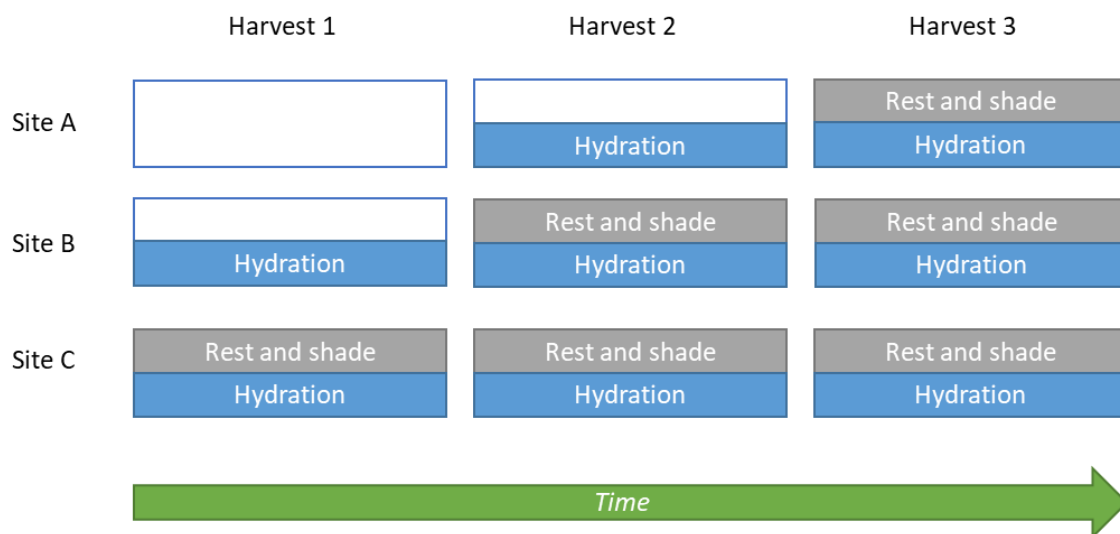 Harvest 1 Harvest 2 Harvest 3
Site A
Rest and shade
Hydration Hydration
Site B
Rest and shade Rest and shade
Hydration Hydration Hydration
Site C
Rest and shade Rest and shade Rest and shade
Hydration Hydration Hydration
Time